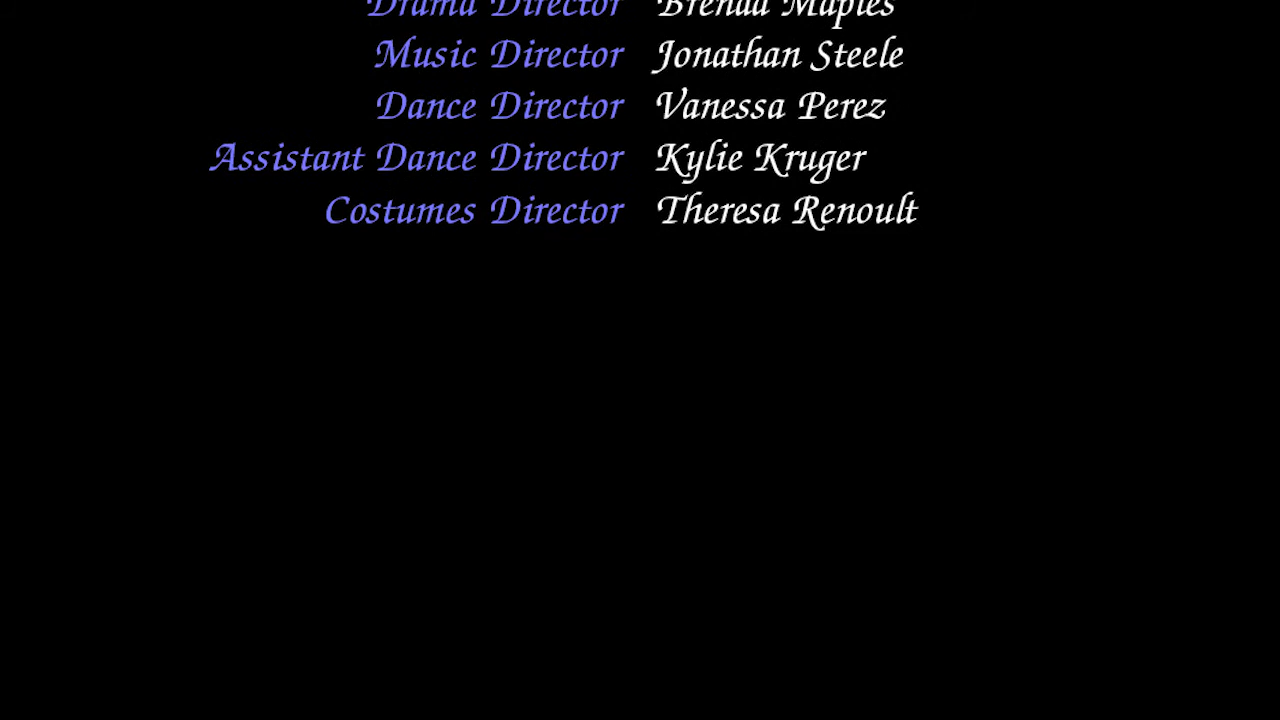 Drama Director Brenda Maples
Music Director Jonathan Steele
Dance Director Vanessa Perez
Assistant Dance Director Kylie Kruger
Costumes Director Theresa Renoult